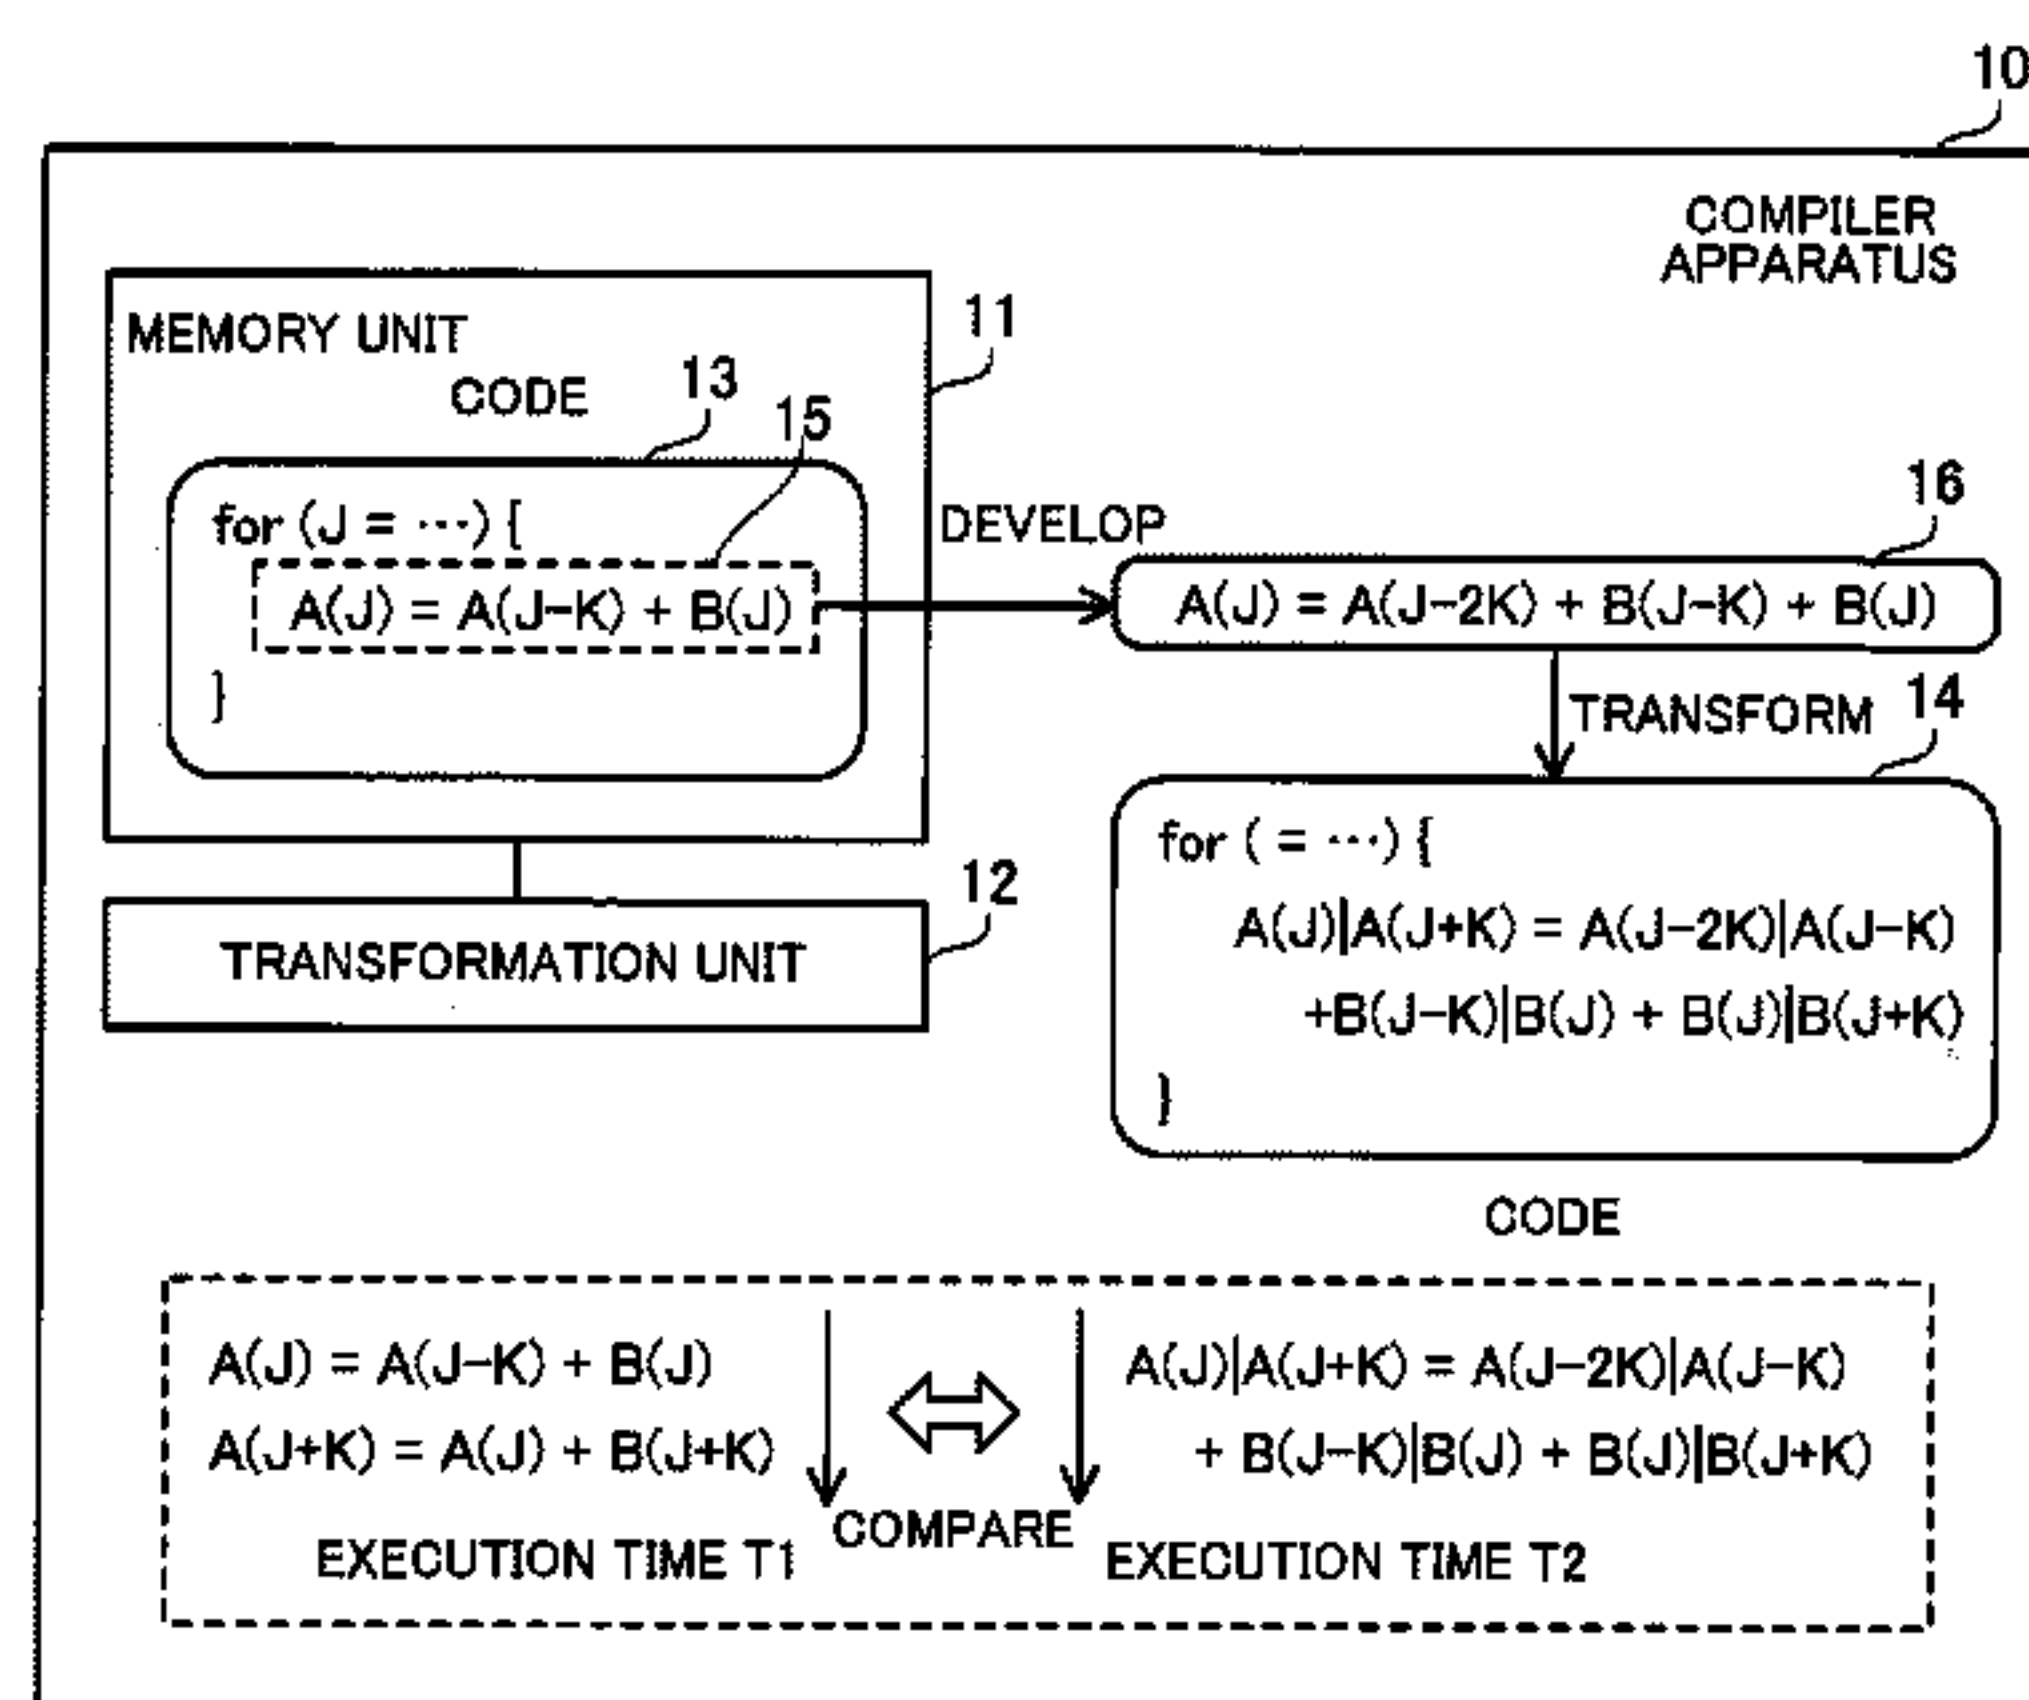 10
COMPILER
APPARATUS
MEMORY UNIT
11
CODE
13
15
for (J = ···) {
A(J) = A(J-K) + B(J)
}
DEVELOP
16
A(J) = A(J-2K) + B(J-K) + B(J)
TRANSFORM
14
for ( = ···) {
A(J)|A(J+K) = A(J-2K)|A(J-K)
+B(J-K)|B(J) + B(J)|B(J+K)
}
CODE
12
TRANSFORMATION UNIT
A(J) = A(J-K) + B(J)
A(J+K) = A(J) + B(J+K)
EXECUTION TIME T1
COMPARE
A(J)|A(J+K) = A(J-2K)|A(J-K)
+ B(J-K)|B(J) + B(J)|B(J+K)
EXECUTION TIME T2